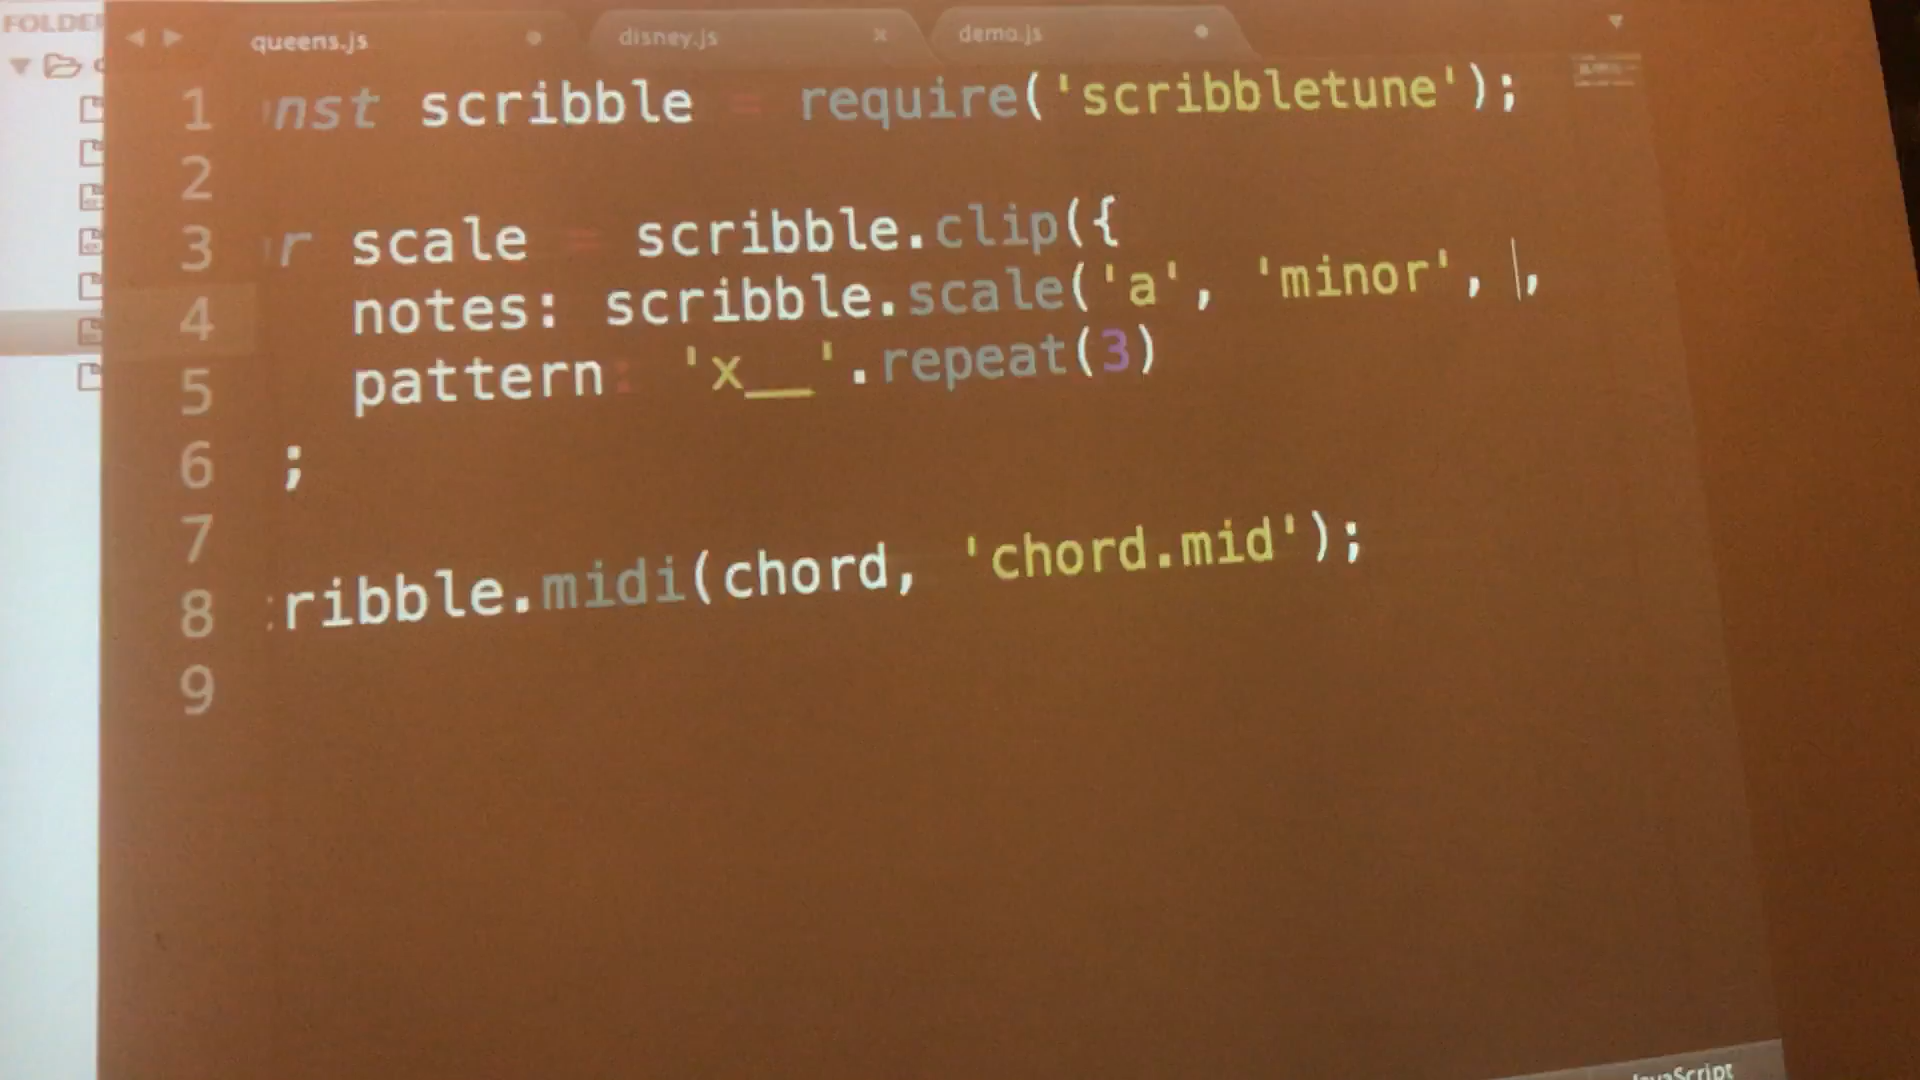 queens.js
disney.js
demo.js
1 nst scribble = require('scribbletune');
2
3 r scale = scribble.clip({
4 notes: scribble.scale('a', 'minor', ,
5 pattern: 'x__'.repeat(3)
6 ;
7
8 ribble.midi(chord, 'chord.mid');
9